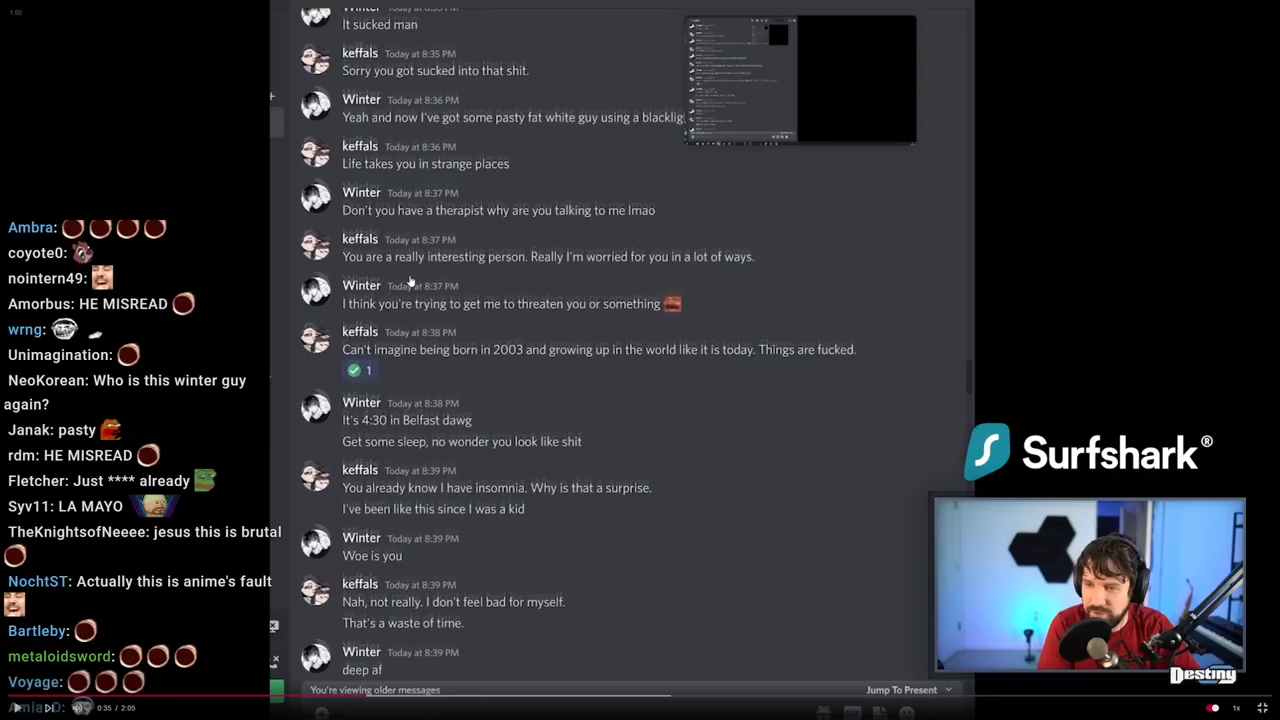 1:00
Winter
It sucked man
keffals Today at 8:35 PM
Sorry you got sucked into that shit.
Winter Today at 8:36 PM
Yeah and now I've got some pasty fat white guy using a blacklig
keffals Today at 8:36 PM
Life takes you in strange places
Winter Today at 8:37 PM
Don't you have a therapist why are you talking to me lmao
keffals Today at 8:37 PM
You are a really interesting person. Really I'm worried for you in a lot of ways.
Winter Today at 8:37 PM
I think you're trying to get me to threaten you or something
keffals Today at 8:38 PM
Can't imagine being born in 2003 and growing up in the world like it is today. Things are fucked.
1
Winter Today at 8:38 PM
It's 4:30 in Belfast dawg
Get some sleep, no wonder you look like shit
keffals Today at 8:39 PM
You already know I have insomnia. Why is that a surprise.
I've been like this since I was a kid
Winter Today at 8:39 PM
Woe is you
keffals Today at 8:39 PM
Nah, not really. I don't feel bad for myself.
That's a waste of time.
Winter Today at 8:39 PM
deep af
You're viewing older messages
Jump To Present
Ambra:
coyote0:
nointern49:
Amorbus: HE MISREAD
wrng:
Unimagination:
NeoKorean: Who is this winter guy
again?
Janak: pasty
rdm: HE MISREAD
Fletcher: Just **** already
Syv11: LA MAYO
TheKnightsofNeeee: jesus this is brutal
NochtST: Actually this is anime's fault
Bartleby:
metaloidsword:
Voyage:
Surfshark®
Destiny
0:35 / 2:05
1x